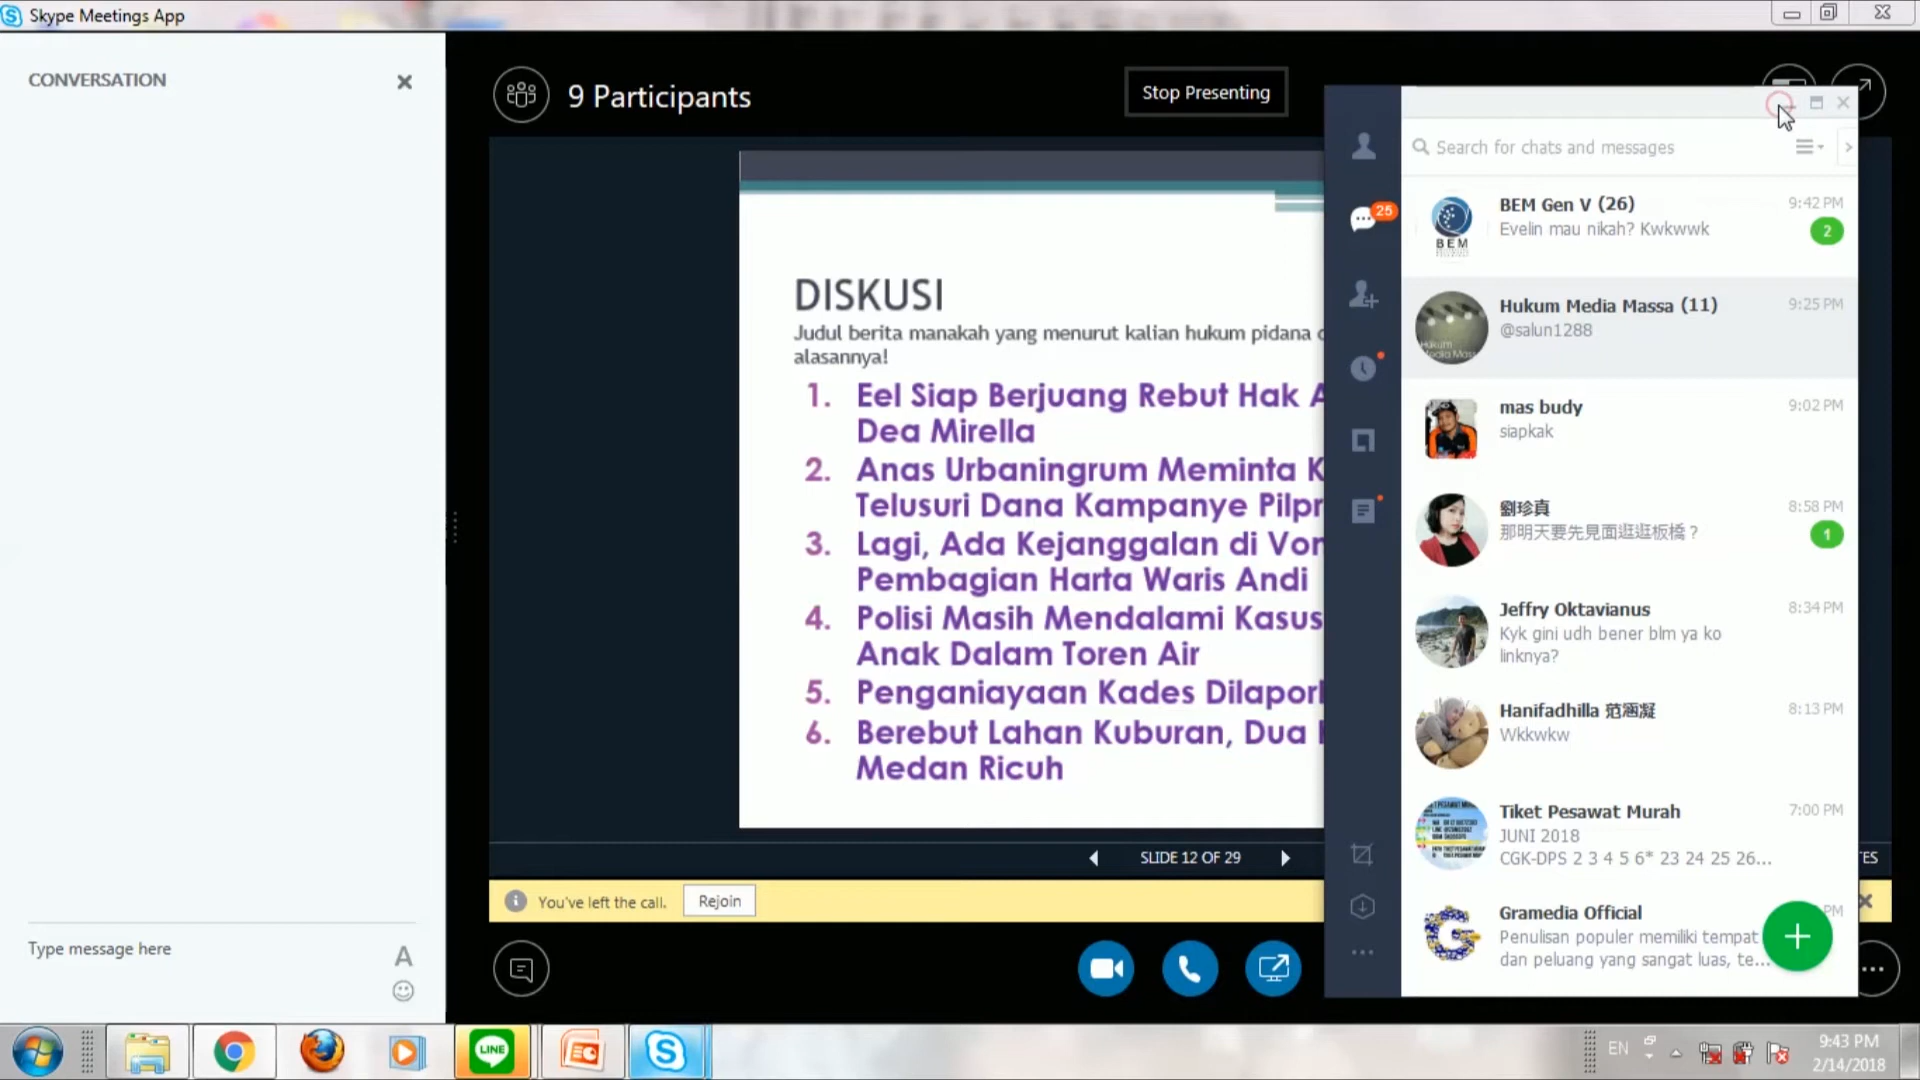 Skype Meetings App
CONVERSATION
9 Participants
Stop Presenting
DISKUSI
Judul berita manakah yang menurut kalian hukum pidana
alasannya!
1. Eel Siap Berjuang Rebut Hak
Dea Mirella
2. Anas Urbaningrum Meminta
Telusuri Dana Kampanye
3. Lagi, Ada Kejanggalan di
Pembagian Harta Waris Andi
4. Polisi Masih Mendalami Kasus
Anak Dalam Toren Air
5. Penganiayaan Kades
6. Berebut Lahan Kuburan, Dua
Medan Ricuh
SLIDE 12 OF 29
You've left the call.
Rejoin
Type message here
A
25
Search for chats and messages
BEM Gen V (26)
9:42 PM
Evelin mau nikah? Kwkwwk
2
BEM
Hukum Media Massa (11)
9:25 PM
@salun1288
mas budy
9:02 PM
siapkak
劉珍真
8:58 PM
那明天要先見面逛逛板橋？
1
Jeffry Oktavianus
8:34 PM
Kyk gini udh bener blm ya ko
linknya?
Hanifadhilla 范涵凝
8:13 PM
Wkkwkw
Tiket Pesawat Murah
7:00 PM
JUNI 2018
CGK-DPS 2 3 4 5 6* 23 24 25 26...
Gramedia Official
PM
Penulisan populer memiliki tempat
dan peluang yang sangat luas, te...
LINE
EN
9:43 PM
2/14/2018